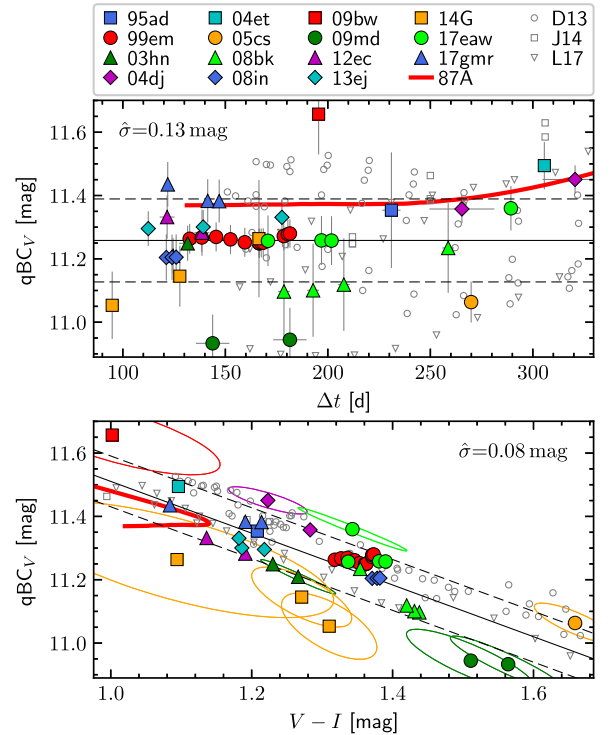 95ad 04et 09bw 14G D13
99em 05cs 09md 17eaw J14
03hn 08bk 12ec 17gmr L17
04dj 08in 13ej 87A
σ̂=0.13 mag
11.6
11.4
11.2
11.0
qBC_V [mag]
100 150 200 250 300
Δt [d]
σ̂=0.08 mag
11.6
11.4
11.2
11.0
qBC_V [mag]
1.0 1.2 1.4 1.6
V − I [mag]